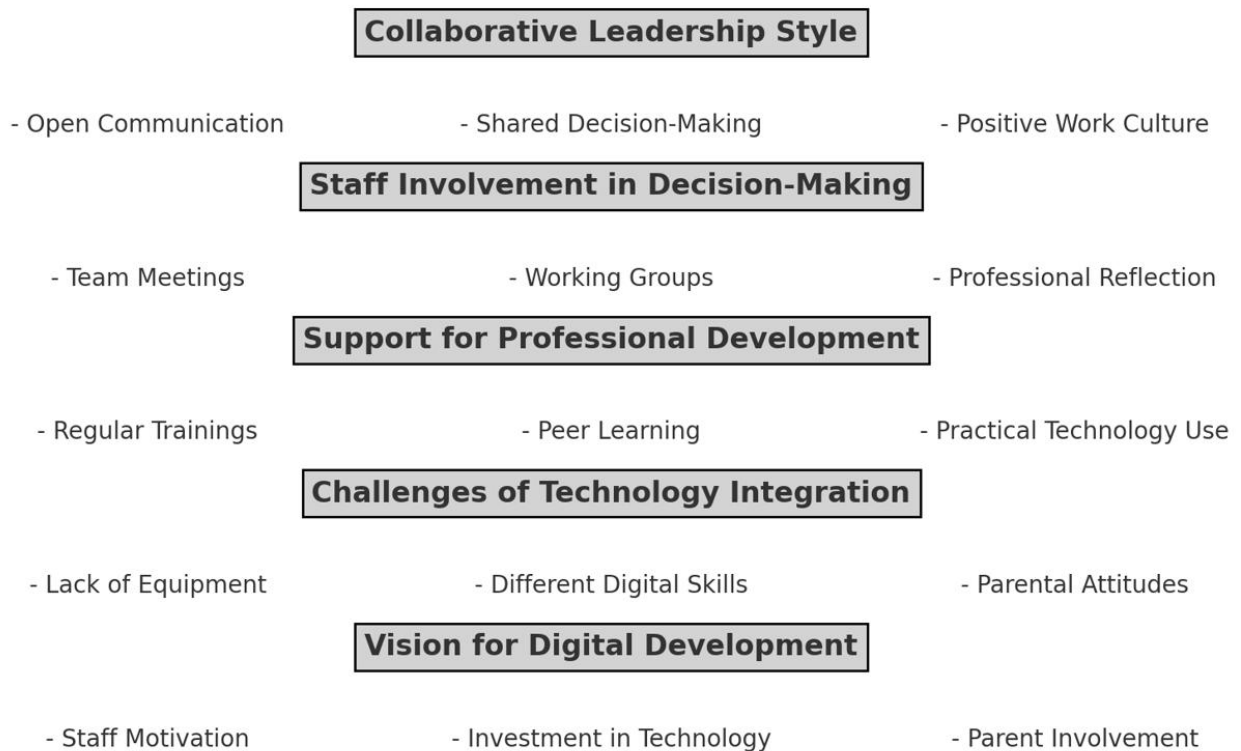 Collaborative Leadership Style
- Open Communication - Shared Decision-Making - Positive Work Culture
Staff Involvement in Decision-Making
- Team Meetings - Working Groups - Professional Reflection
Support for Professional Development
- Regular Trainings - Peer Learning - Practical Technology Use
Challenges of Technology Integration
- Lack of Equipment - Different Digital Skills - Parental Attitudes
Vision for Digital Development
- Staff Motivation - Investment in Technology - Parent Involvement